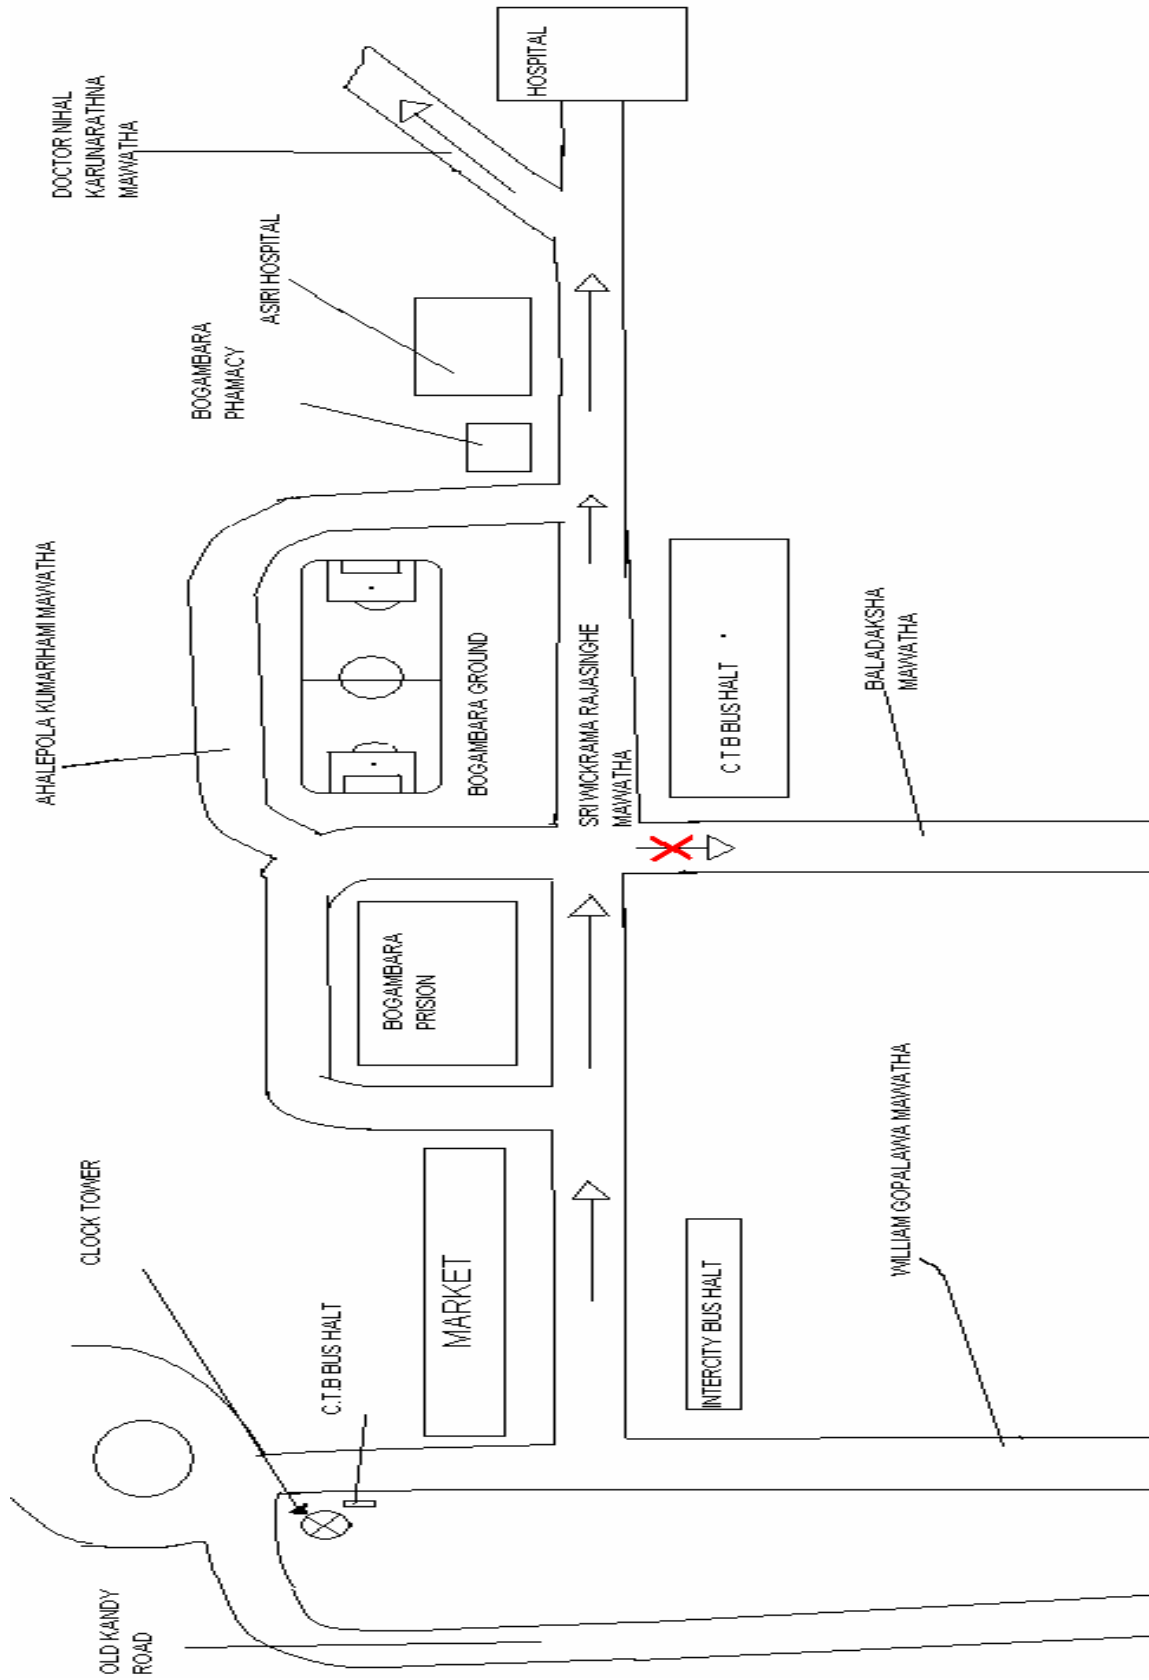 DOCTOR NIHAL
KARUNARATHNA
MAWATHA
HOSPITAL
ASIRI HOSPITAL
BOGAMBARA
PHAMACY
AHALEPOLA KUMARIHAMI MAWATHA
BOGAMBARA GROUND
SRI WICKRAMA RAJASINGHE
MAWATHA
C T B BUS HALT
BALADAKSHA
MAWATHA
BOGAMBARA
PRISION
CLOCK TOWER
C.T.B BUS HALT
MARKET
INTERCITY BUS HALT
WILLIAM GOPALAWA MAWATHA
OLD KANDY
ROAD